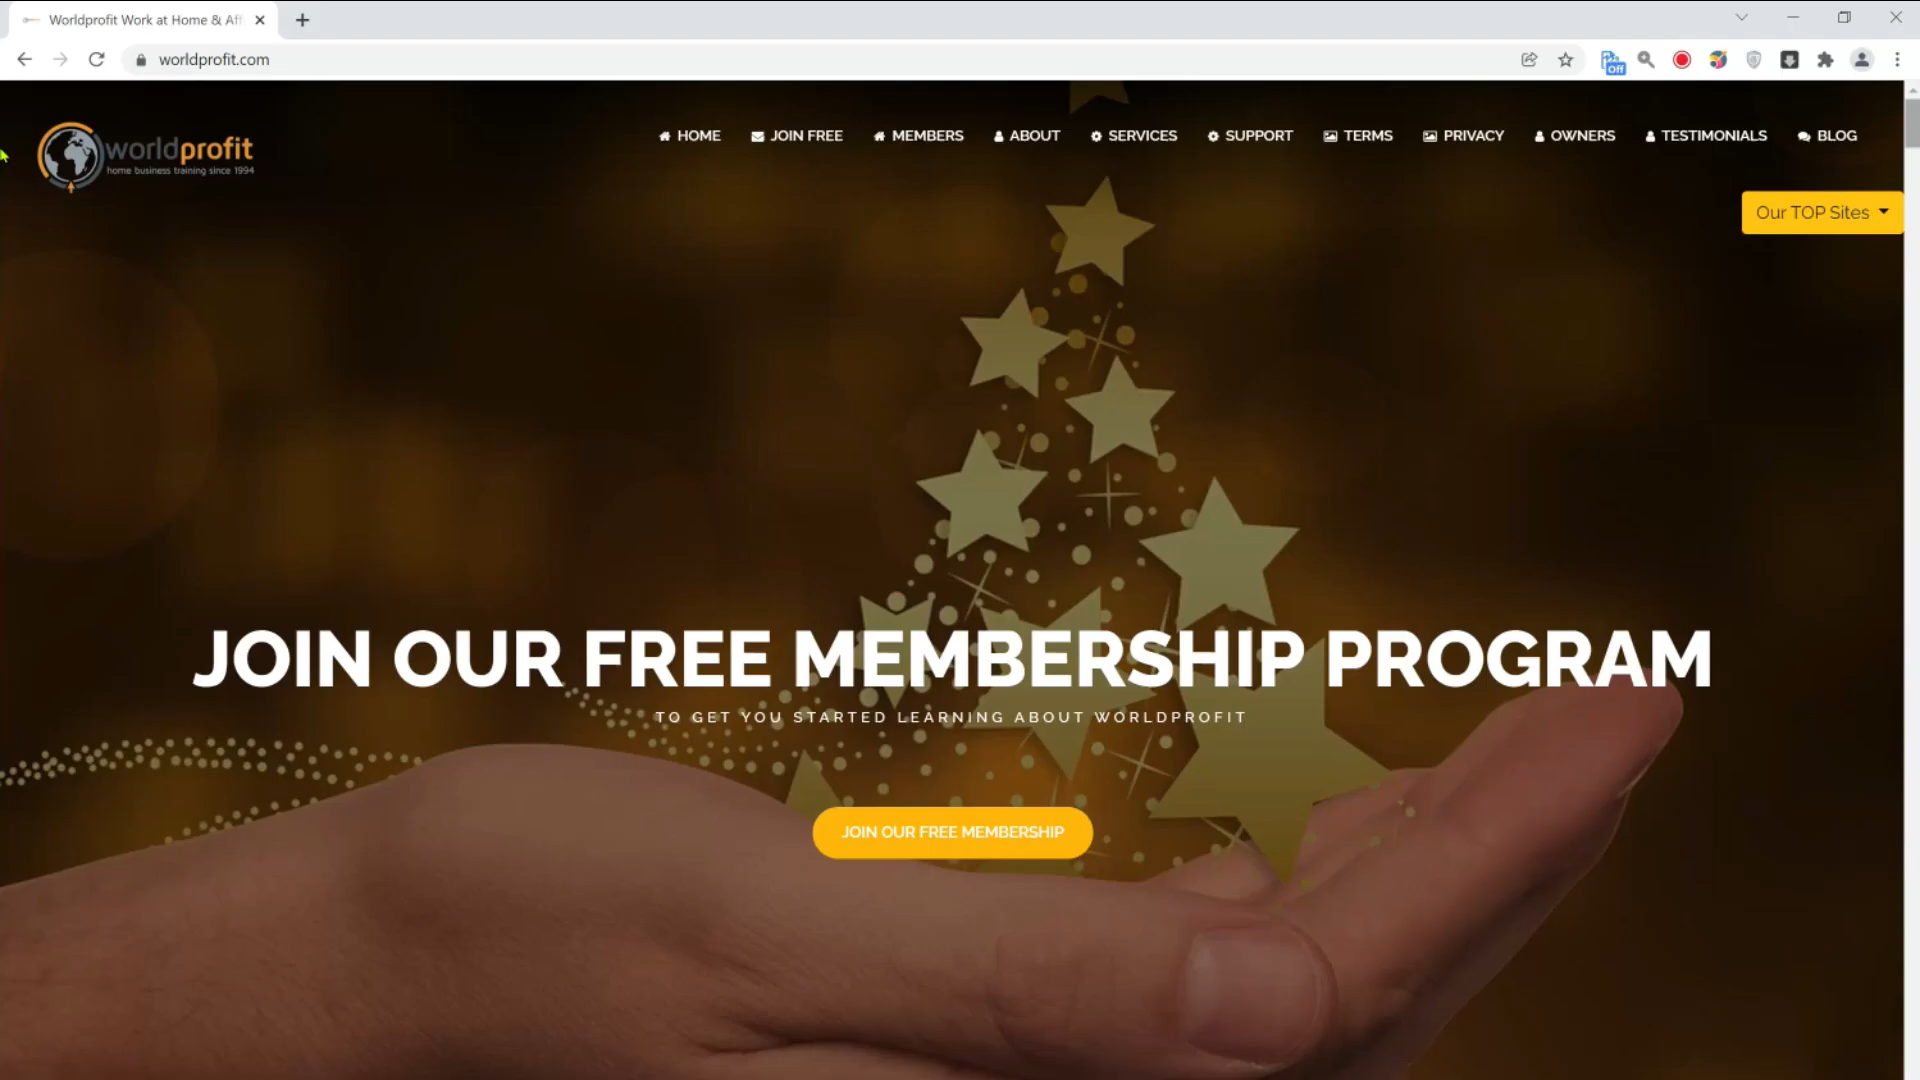 Worldprofit Work at Home & Aff
worldprofit.com
Off
worldprofit
home business training since 1994
HOME
JOIN FREE
MEMBERS
ABOUT
SERVICES
SUPPORT
TERMS
PRIVACY
OWNERS
TESTIMONIALS
BLOG
Our TOP Sites
JOIN OUR FREE MEMBERSHIP PROGRAM
TO GET YOU STARTED LEARNING ABOUT WORLDPROFIT
JOIN OUR FREE MEMBERSHIP